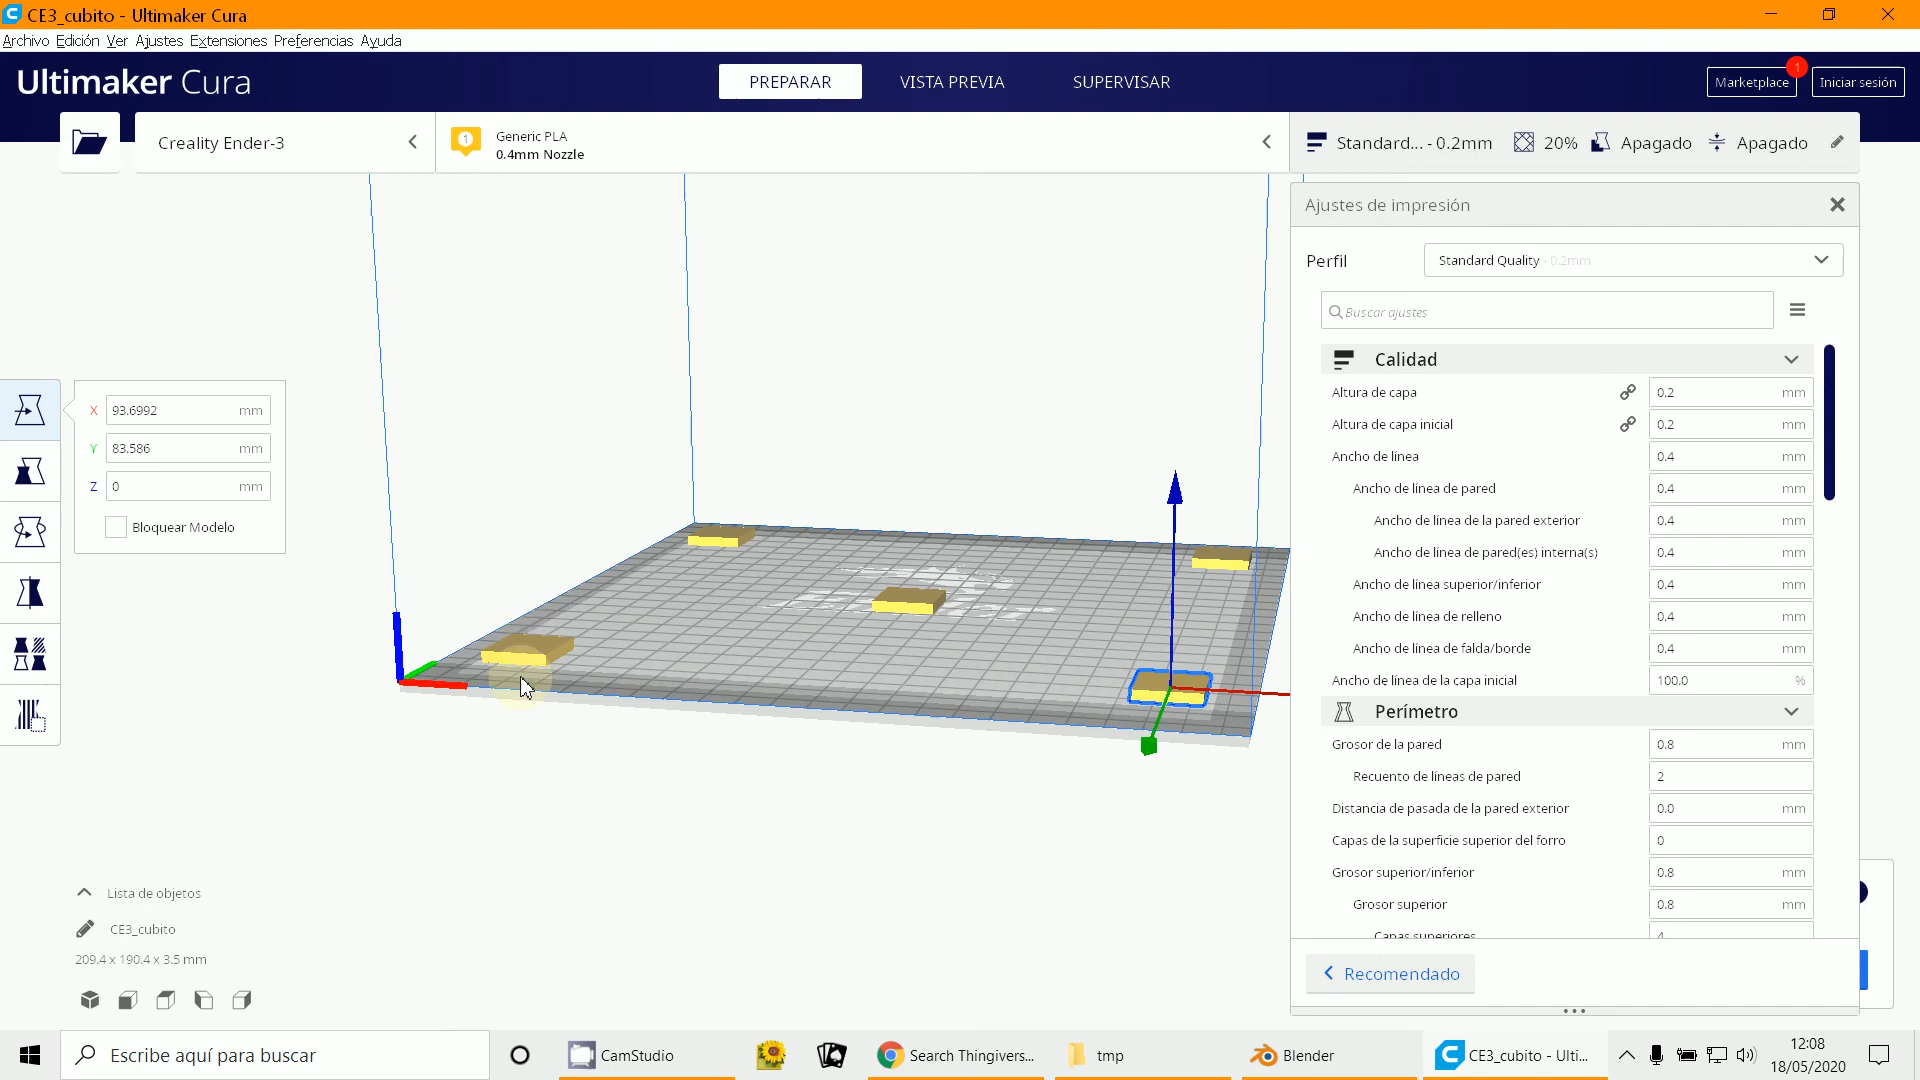 CE3_cubito - Ultimaker Cura
Archivo Edición Ver Ajustes Extensiones Preferencias Ayuda
Ultimaker Cura
PREPARAR
VISTA PREVIA
SUPERVISAR
Marketplace
1
Iniciar sesión
Creality Ender-3
1
Generic PLA
0.4mm Nozzle
Standard... - 0.2mm
20%
Apagado
Apagado
Ajustes de impresión
Perfil
Standard Quality - 0.2mm
Buscar ajustes
Calidad
Altura de capa 0.2 mm
Altura de capa inicial 0.2 mm
Ancho de línea 0.4 mm
Ancho de línea de pared 0.4 mm
Ancho de línea de la pared exterior 0.4 mm
Ancho de línea de pared(es) interna(s) 0.4 mm
Ancho de línea superior/inferior 0.4 mm
Ancho de línea de relleno 0.4 mm
Ancho de línea de falda/borde 0.4 mm
Ancho de línea de la capa inicial 100.0 %
Perímetro
Grosor de la pared 0.8 mm
Recuento de líneas de pared 2
Distancia de pasada de la pared exterior 0.0 mm
Capas de la superficie superior del forro 0
Grosor superior/inferior 0.8 mm
Grosor superior 0.8 mm
Capas superiores 4
Recomendado
X 93.6992 mm
Y 83.586 mm
Z 0 mm
Bloquear Modelo
Lista de objetos
CE3_cubito
209.4 x 190.4 x 3.5 mm
Escribe aquí para buscar
CamStudio
Search Thingivers...
tmp
Blender
CE3_cubito - Ulti...
12:08
18/05/2020